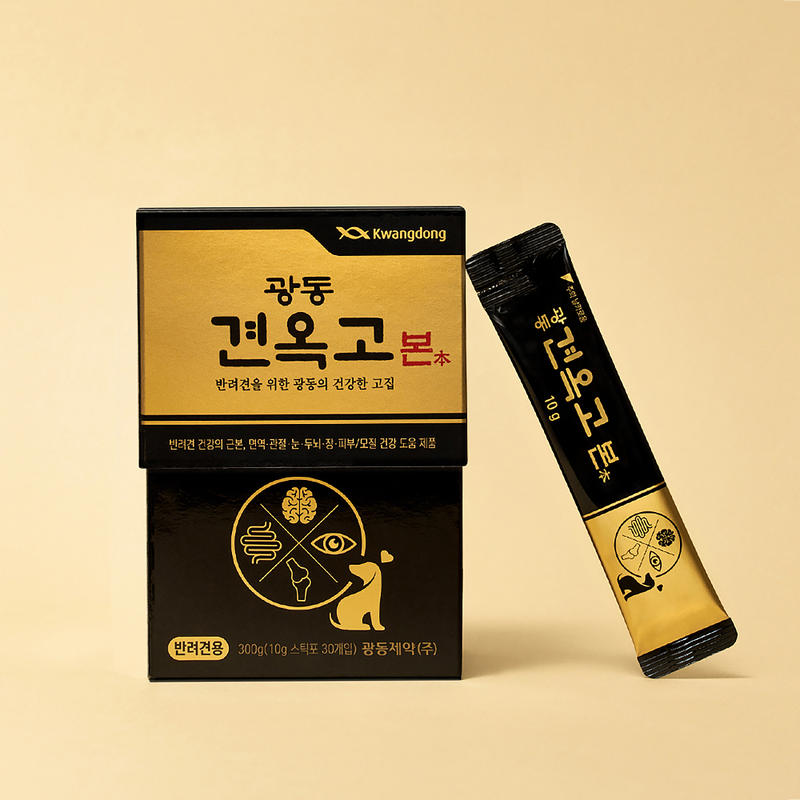 Kwangdong
광동
견옥고 본本
반려견을 위한 광동의 건강한 고집
반려견 건강의 근본, 면역·관절·눈·두뇌·장·피부/모질 건강 도움 제품
반려견용 300g(10g 스틱포 30개입) 광동제약(주)
광동
견옥고 본本
10g